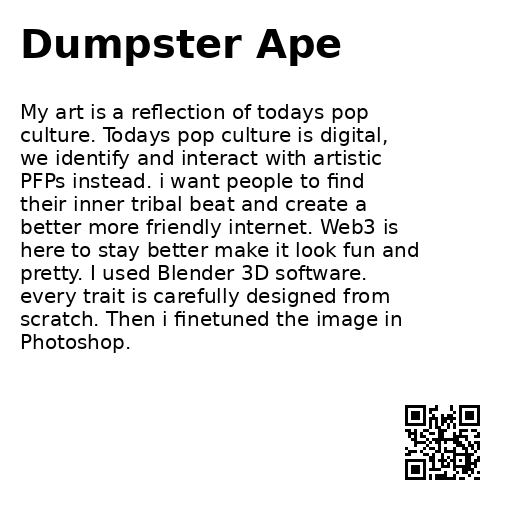 Dumpster Ape
My art is a reflection of todays pop
culture. Todays pop culture is digital,
we identify and interact with artistic
PFPs instead. i want people to find
their inner tribal beat and create a
better more friendly internet. Web3 is
here to stay better make it look fun and
pretty. I used Blender 3D software.
every trait is carefully designed from
scratch. Then i finetuned the image in
Photoshop.